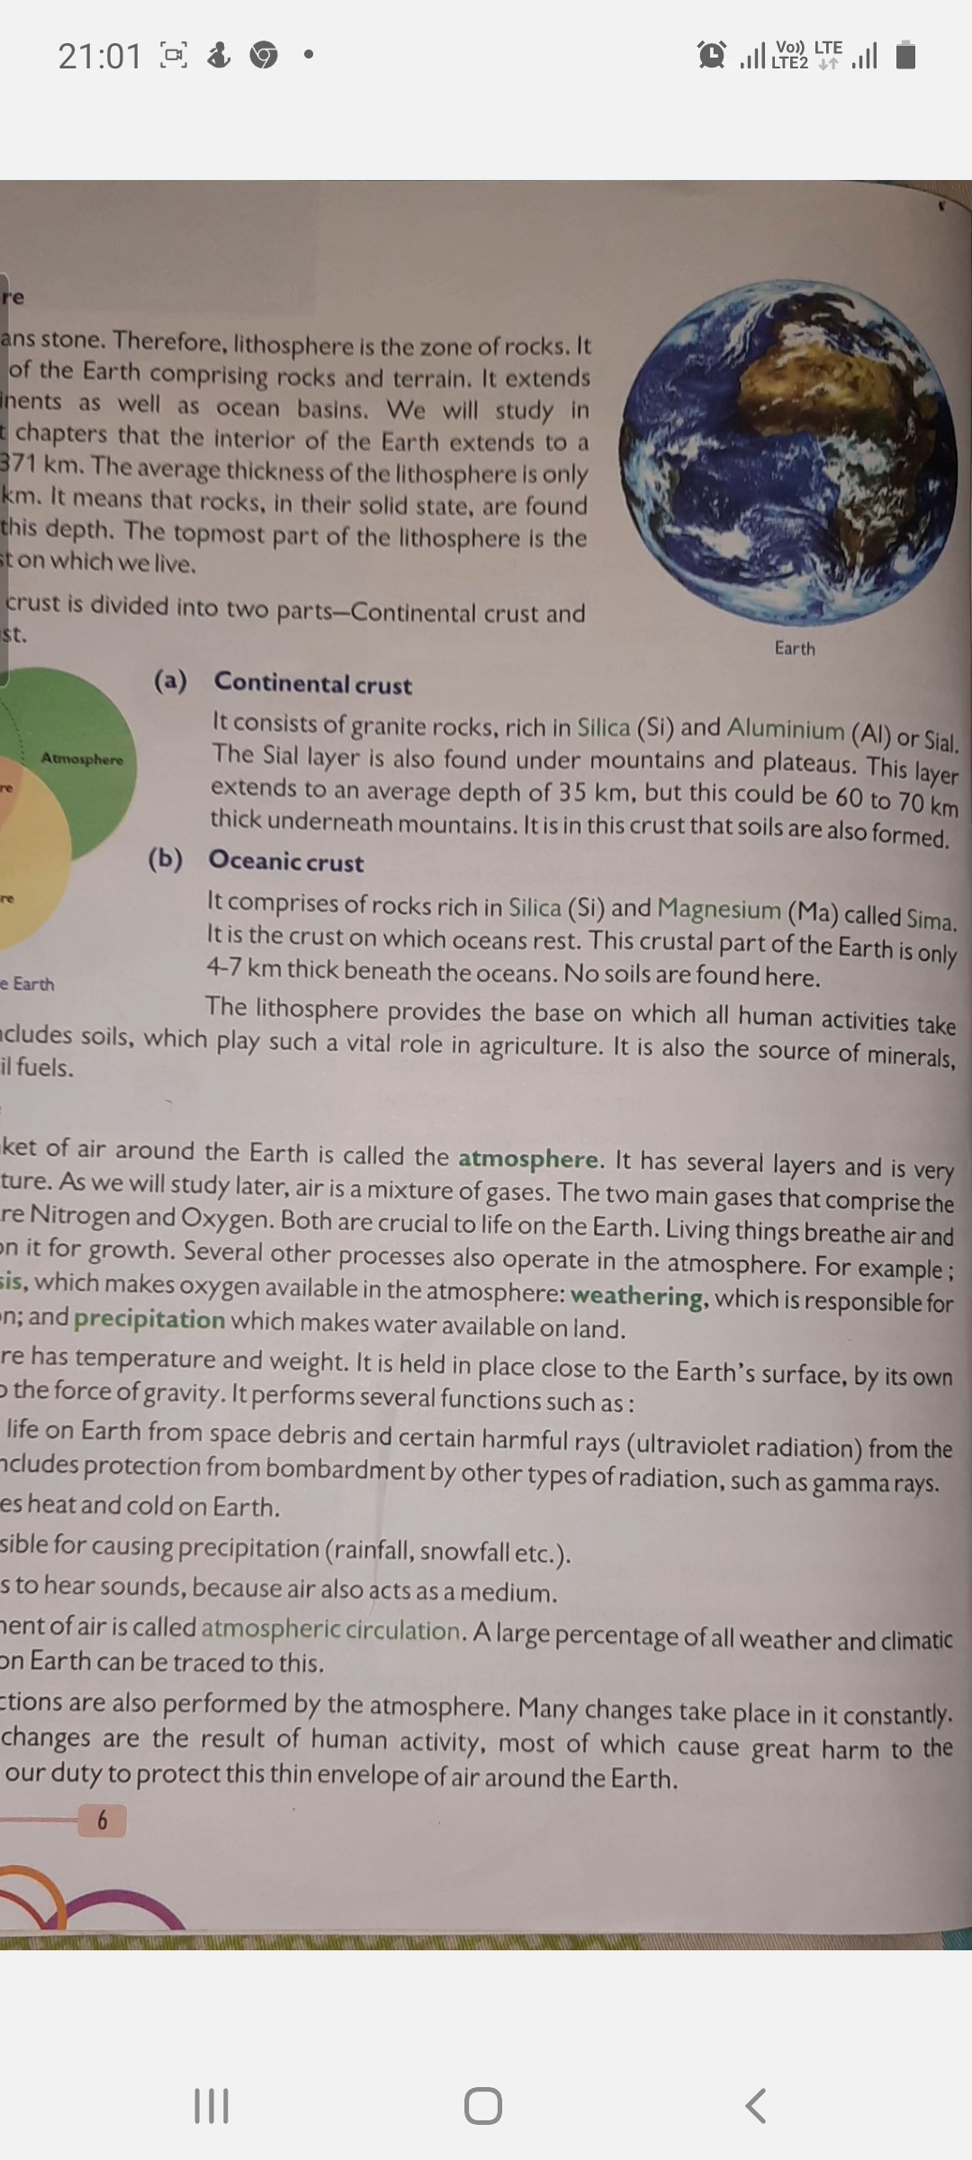 21:01
Vo)) LTE
LTE2
re
ans stone. Therefore, lithosphere is the zone of rocks. It
of the Earth comprising rocks and terrain. It extends
inents as well as ocean basins. We will study in
t chapters that the interior of the Earth extends to a
371 km. The average thickness of the lithosphere is only
km. It means that rocks, in their solid state, are found
this depth. The topmost part of the lithosphere is the
st on which we live.
crust is divided into two parts—Continental crust and
st.
Earth
(a) Continental crust
It consists of granite rocks, rich in Silica (Si) and Aluminium (Al) or Sial.
The Sial layer is also found under mountains and plateaus. This layer
extends to an average depth of 35 km, but this could be 60 to 70 km
thick underneath mountains. It is in this crust that soils are also formed.
Atmosphere
re
re
e Earth
(b) Oceanic crust
It comprises of rocks rich in Silica (Si) and Magnesium (Ma) called Sima.
It is the crust on which oceans rest. This crustal part of the Earth is only
4-7 km thick beneath the oceans. No soils are found here.
The lithosphere provides the base on which all human activities take
ncludes soils, which play such a vital role in agriculture. It is also the source of minerals,
il fuels.
ket of air around the Earth is called the atmosphere. It has several layers and is very
ture. As we will study later, air is a mixture of gases. The two main gases that comprise the
re Nitrogen and Oxygen. Both are crucial to life on the Earth. Living things breathe air and
on it for growth. Several other processes also operate in the atmosphere. For example ;
sis, which makes oxygen available in the atmosphere: weathering, which is responsible for
on; and precipitation which makes water available on land.
re has temperature and weight. It is held in place close to the Earth's surface, by its own
o the force of gravity. It performs several functions such as :
life on Earth from space debris and certain harmful rays (ultraviolet radiation) from the
ncludes protection from bombardment by other types of radiation, such as gamma rays.
es heat and cold on Earth.
sible for causing precipitation (rainfall, snowfall etc.).
s to hear sounds, because air also acts as a medium.
ment of air is called atmospheric circulation. A large percentage of all weather and climatic
on Earth can be traced to this.
ctions are also performed by the atmosphere. Many changes take place in it constantly.
changes are the result of human activity, most of which cause great harm to the
our duty to protect this thin envelope of air around the Earth.
6